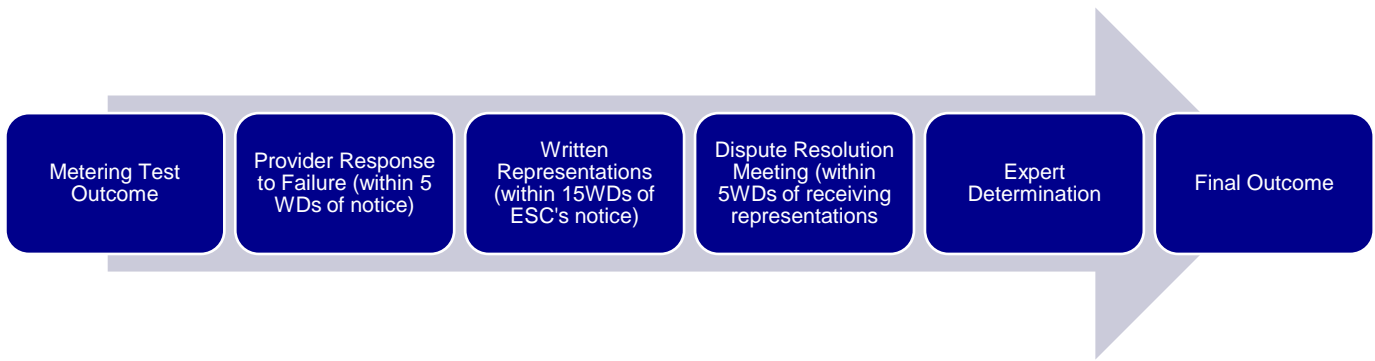 Metering Test
Outcome
Provider Response
to Failure (within 5
WDs of notice)
Written
Representations
(within 15WDs of
ESC's notice)
Dispute Resolution
Meeting (within
5WDs of receiving
representations
Expert
Determination
Final Outcome